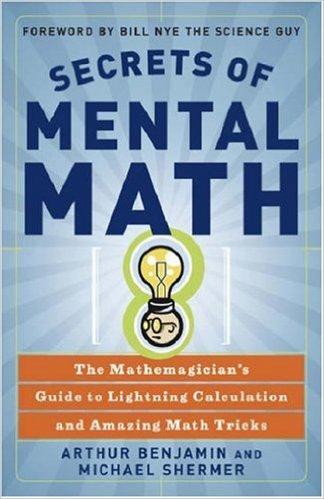 FOREWORD BY BILL NYE THE SCIENCE GUY
SECRETS OF
MENTAL
MATH
The Mathemagician's
Guide to Lightning Calculation
and Amazing Math Tricks
ARTHUR BENJAMIN AND
MICHAEL SHERMER